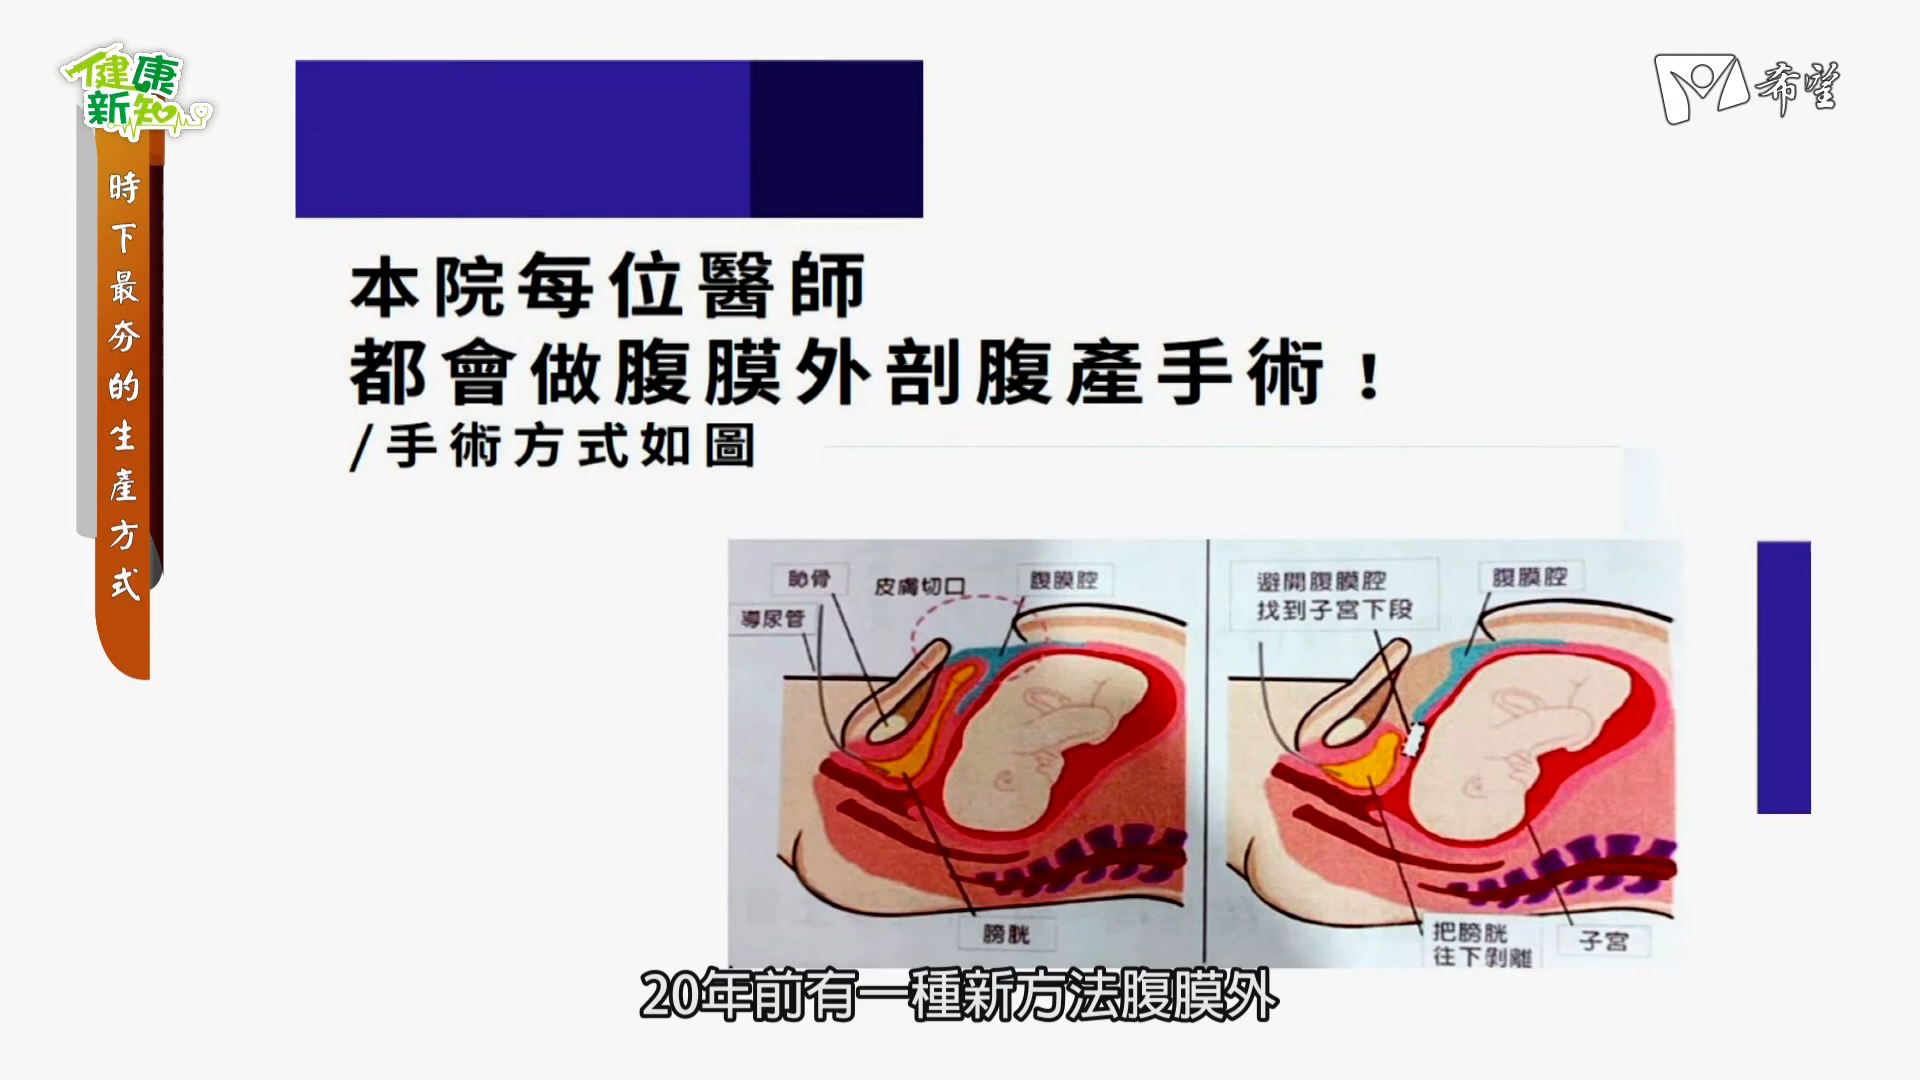 健康
新知
希望
時下最夯的生產方式
本院每位醫師
都會做腹膜外剖腹產手術！
/手術方式如圖
恥骨
皮膚切口
腹膜腔
導尿管
膀胱
避開腹膜腔
找到子宮下段
腹膜腔
把膀胱
往下剝離
子宮
20年前有一種新方法腹膜外